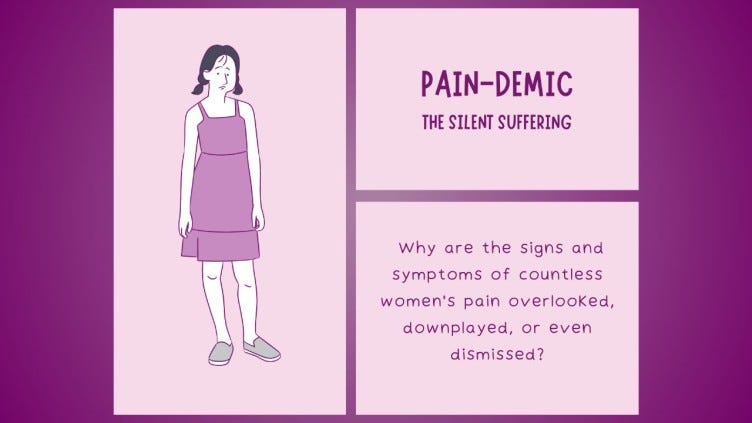 PAIN-DEMIC
THE SILENT SUFFERING
Why are the signs and
symptoms of countless
women's pain overlooked,
downplayed, or even
dismissed?